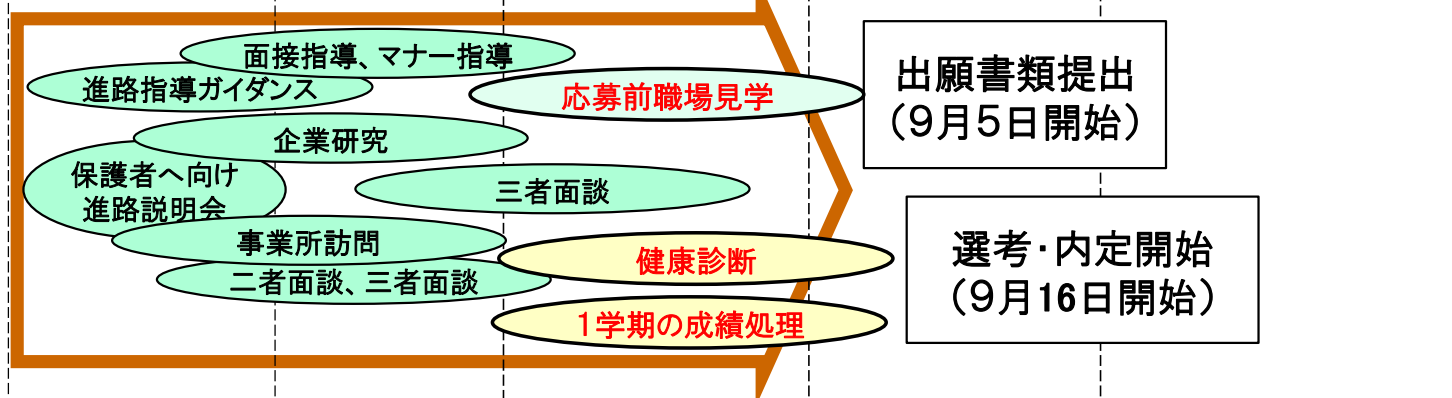 面接指導、マナー指導
進路指導ガイダンス
応募前職場見学
企業研究
保護者へ向け
進路説明会
三者面談
事業所訪問
二者面談、三者面談
健康診断
1学期の成績処理
出願書類提出
（９月５日開始）
選考・内定開始
（９月16日開始）